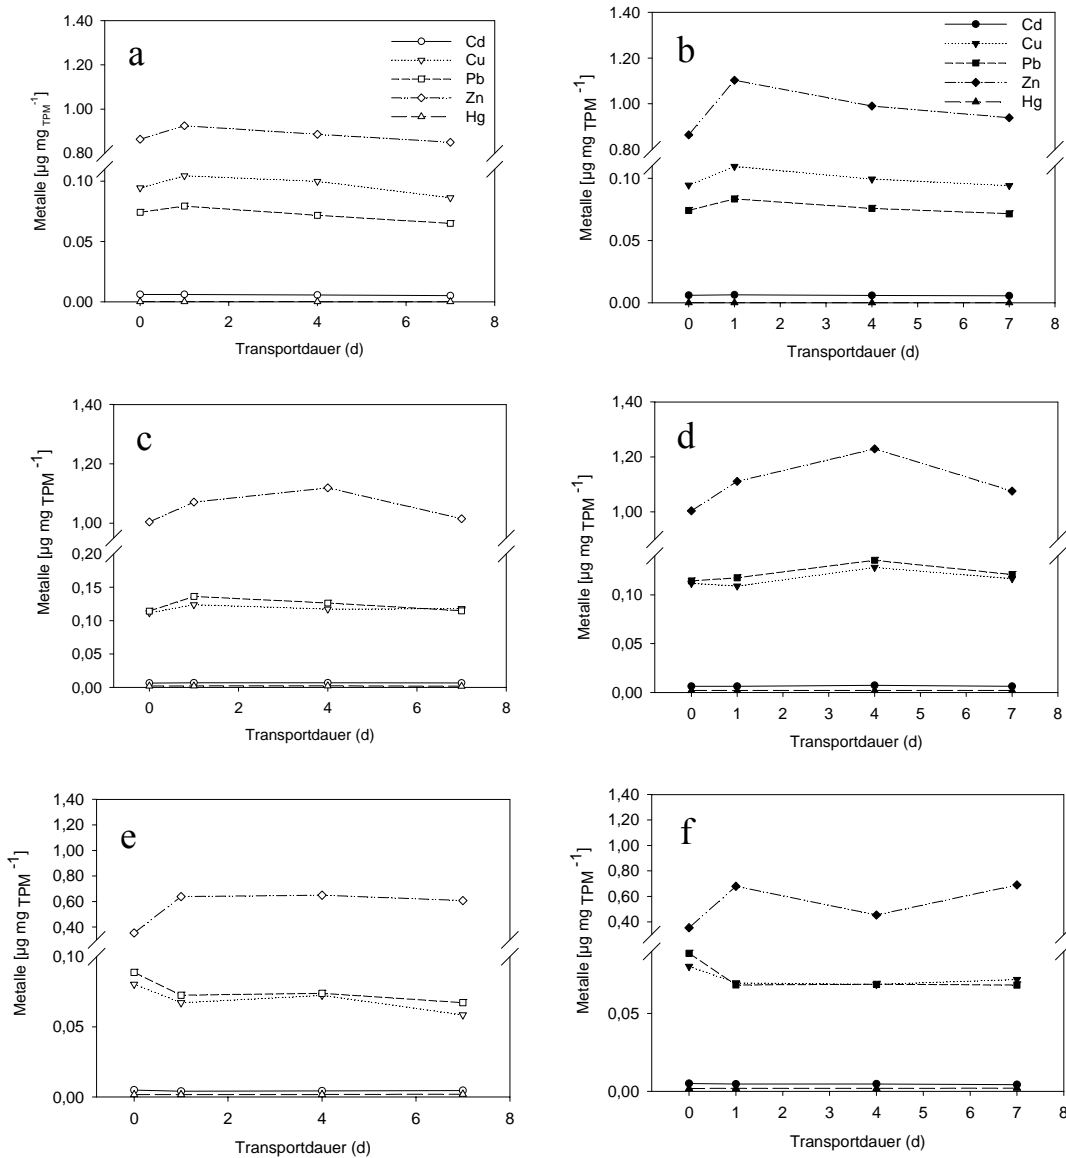 a
Cd
Cu
Pb
Zn
Hg
1.40
1.20
1.00
0.80
0.10
0.05
0.00
0 2 4 6 8
Metalle [µg mg TPM -1]
Transportdauer (d)
b
Cd
Cu
Pb
Zn
Hg
1.40
1.20
1.00
0.80
0.10
0.05
0.00
0 1 2 3 4 5 6 7 8
Metalle [µg mg TPM -1]
Transportdauer (d)
c
1,40
1,20
1,00
0,20
0,15
0,10
0,05
0,00
0 2 4 6 8
Metalle [µg mg TPM -1]
Transportdauer (d)
d
1,40
1,20
1,00
0,10
0,05
0,00
0 1 2 3 4 5 6 7 8
Metalle [µg mg TPM -1]
Transportdauer (d)
e
1,40
1,20
1,00
0,80
0,60
0,40
0,10
0,05
0,00
0 2 4 6 8
Metalle [µg mg TPM -1]
Transportdauer (d)
f
1,40
1,20
1,00
0,80
0,60
0,40
0,05
0,00
0 1 2 3 4 5 6 7 8
Metalle [µg mg TPM -1]
Transportdauer (d)